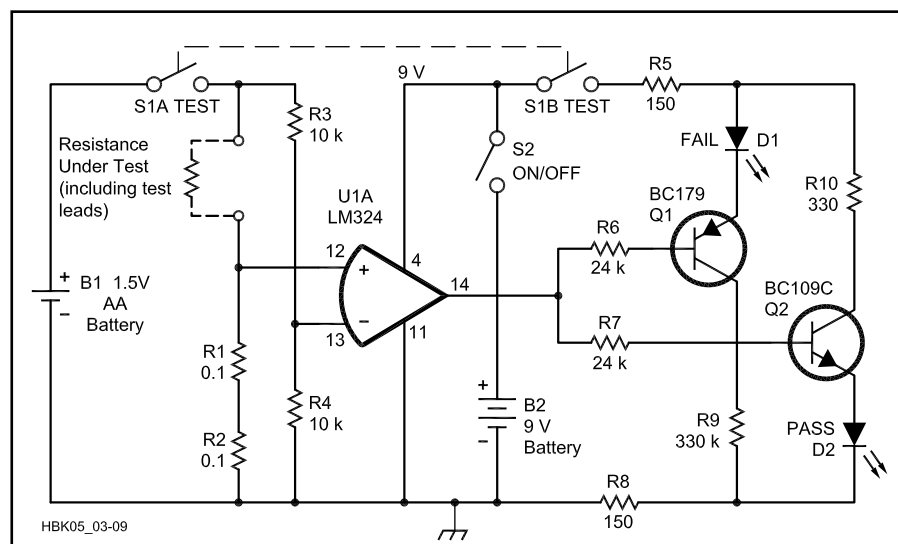 9 V
S1A TEST
S1B TEST
R5
150
R3
10 k
Resistance
Under Test
(including test
leads)
S2
ON/OFF
FAIL
D1
U1A
LM324
BC179
Q1
R10
330
R6
24 k
12
+
4
14
B1 1.5V
AA
Battery
+
−
−
13
11
BC109C
Q2
R7
24 k
R1
0.1
R4
10 k
+
−
B2
9 V
Battery
R9
330 k
PASS
D2
R2
0.1
R8
150
HBK05_03-09